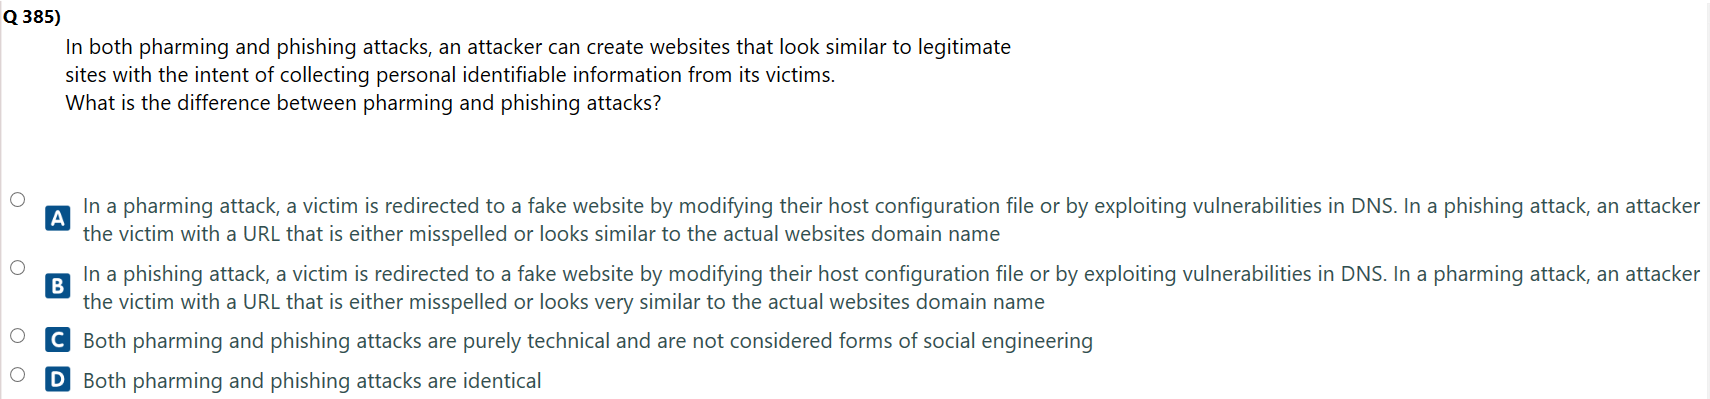 Q 385)
In both pharming and phishing attacks, an attacker can create websites that look similar to legitimate
sites with the intent of collecting personal identifiable information from its victims.
What is the difference between pharming and phishing attacks?
A In a pharming attack, a victim is redirected to a fake website by modifying their host configuration file or by exploiting vulnerabilities in DNS. In a phishing attack, an attacker
the victim with a URL that is either misspelled or looks similar to the actual websites domain name
B In a phishing attack, a victim is redirected to a fake website by modifying their host configuration file or by exploiting vulnerabilities in DNS. In a pharming attack, an attacker
the victim with a URL that is either misspelled or looks very similar to the actual websites domain name
C Both pharming and phishing attacks are purely technical and are not considered forms of social engineering
D Both pharming and phishing attacks are identical